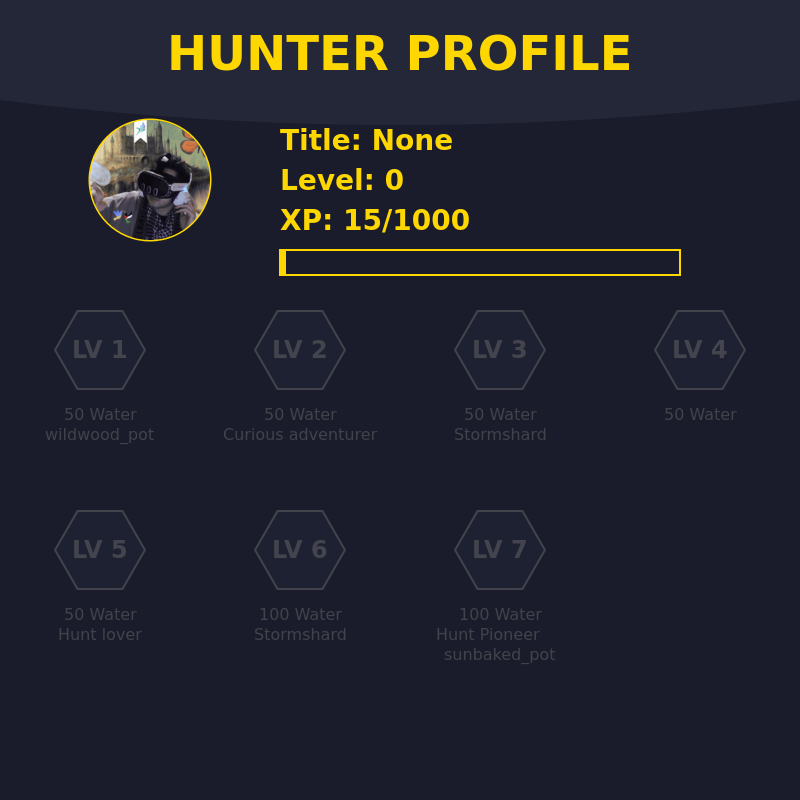 HUNTER PROFILE
Title: None
Level: 0
XP: 15/1000
LV 1
LV 2
LV 3
LV 4
50 Water
wildwood_pot
50 Water
Curious adventurer
50 Water
Stormshard
50 Water
LV 5
LV 6
LV 7
50 Water
Hunt lover
100 Water
Stormshard
100 Water
Hunt Pioneer
sunbaked_pot